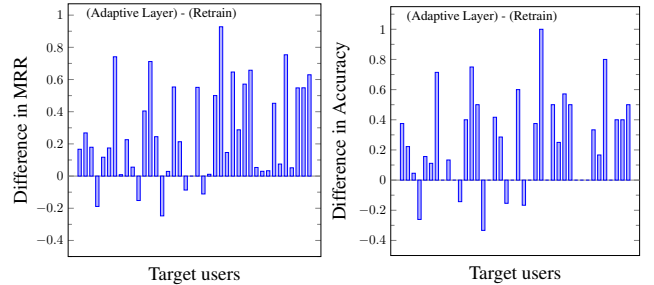 (Adaptive Layer) - (Retrain)
1
0.8
0.6
0.4
0.2
0
−0.2
−0.4
Difference in MRR
Target users
(Adaptive Layer) - (Retrain)
1
0.8
0.6
0.4
0.2
0
−0.2
−0.4
Difference in Accuracy
Target users